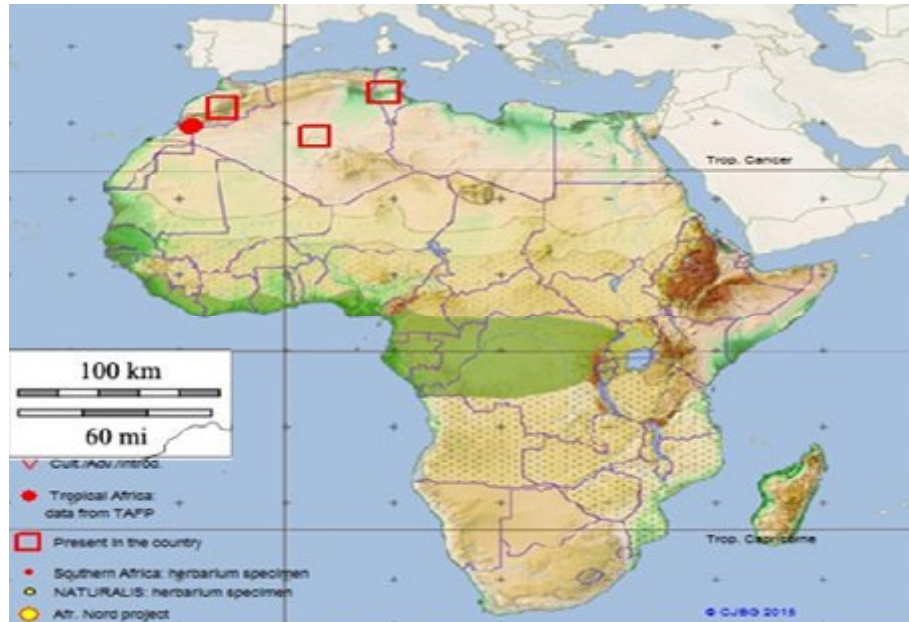 Trop. Cancer
100 km
60 mi
Cult./Adv./Introd.
Tropical Africa:
data from TAFP
Present in the country
Southern Africa: herbarium specimen
NATURALIS: herbarium specimen
Afr. Nord project
Trop. Capricorne
© CJBG 2015